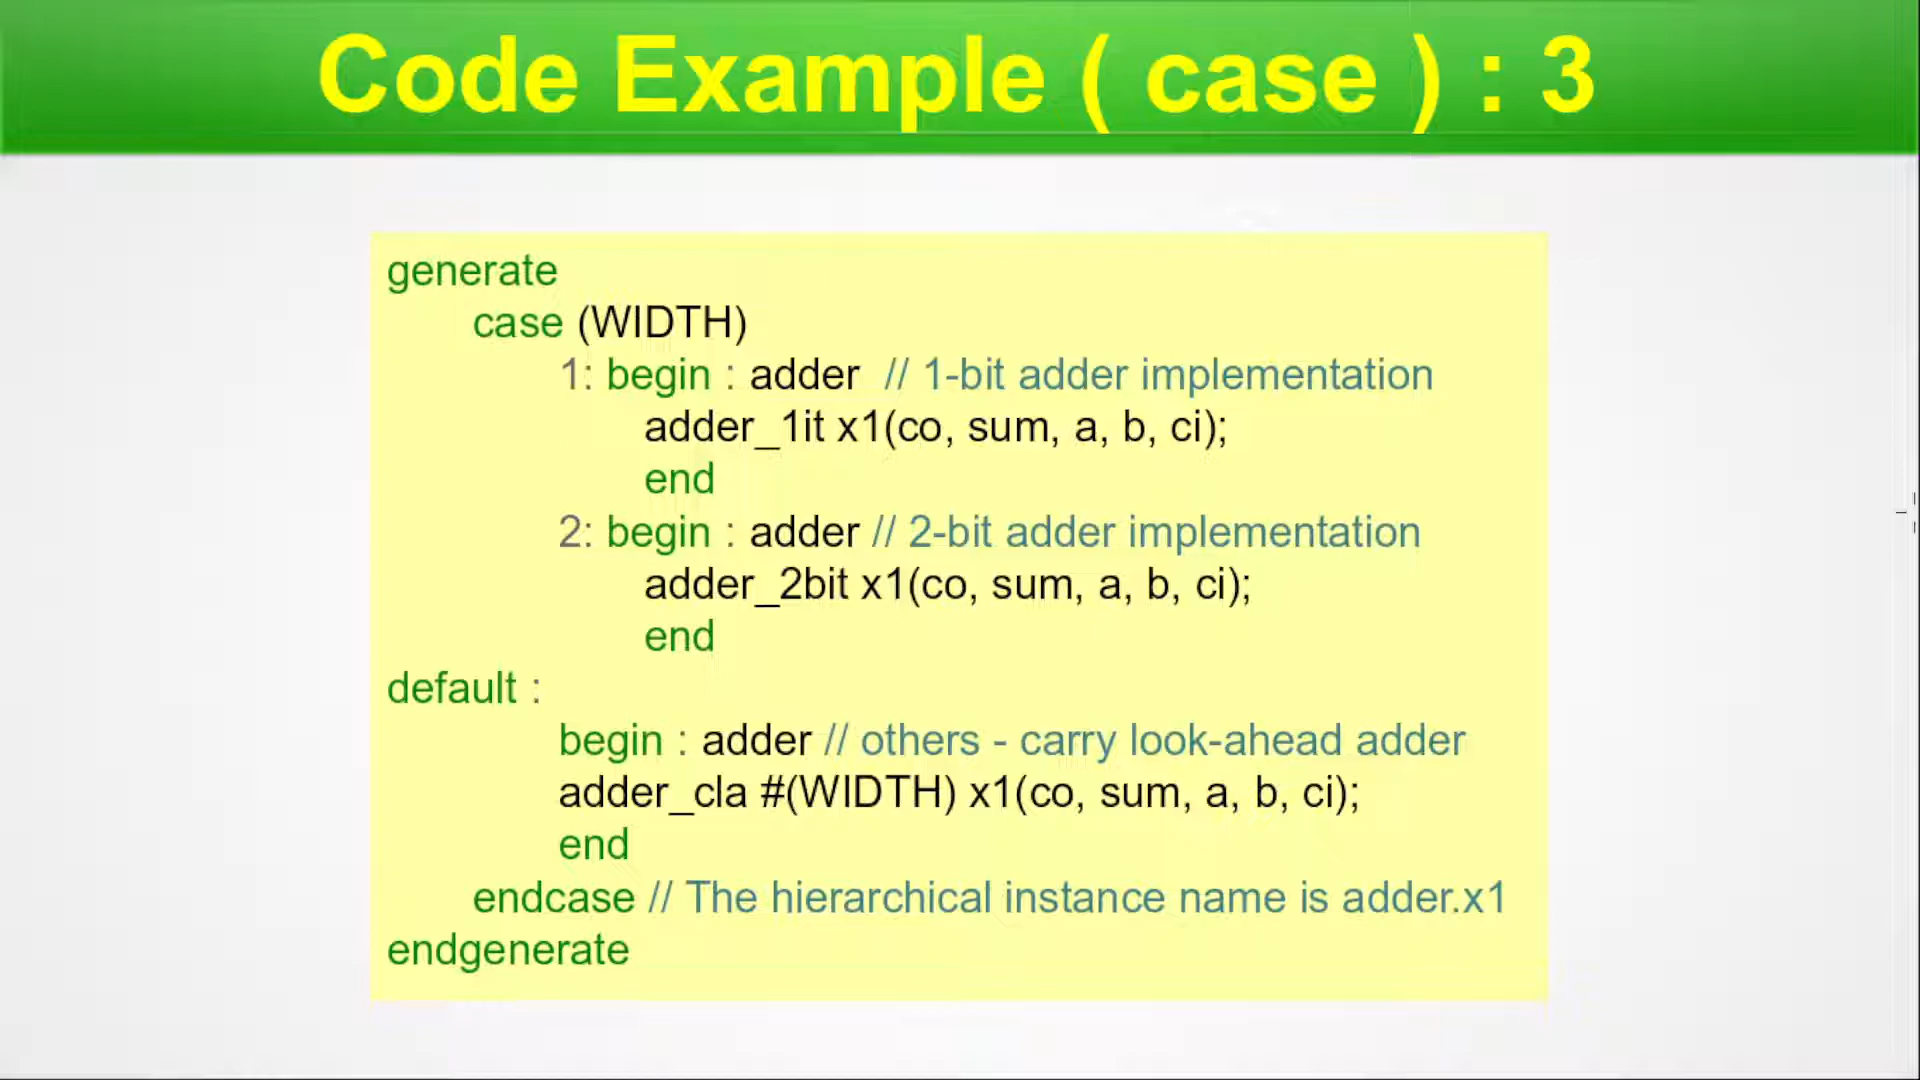 Code Example ( case ) : 3
generate
case (WIDTH)
1: begin : adder // 1-bit adder implementation
adder_1it x1(co, sum, a, b, ci);
end
2: begin : adder // 2-bit adder implementation
adder_2bit x1(co, sum, a, b, ci);
end
default :
begin : adder // others - carry look-ahead adder
adder_cla #(WIDTH) x1(co, sum, a, b, ci);
end
endcase // The hierarchical instance name is adder.x1
endgenerate